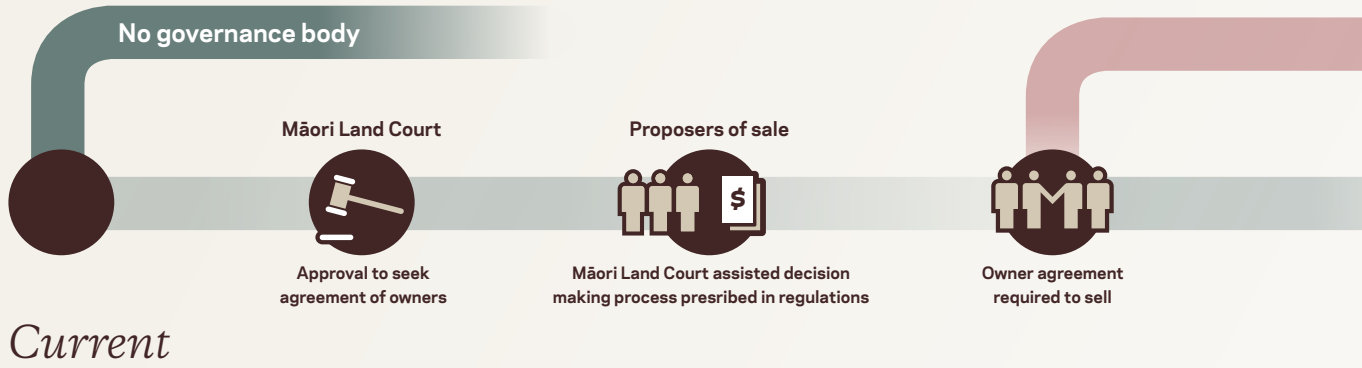 No governance body
Māori Land Court
Proposers of sale
$
Approval to seek
agreement of owners
Māori Land Court assisted decision
making process presribed in regulations
Owner agreement
required to sell
Current